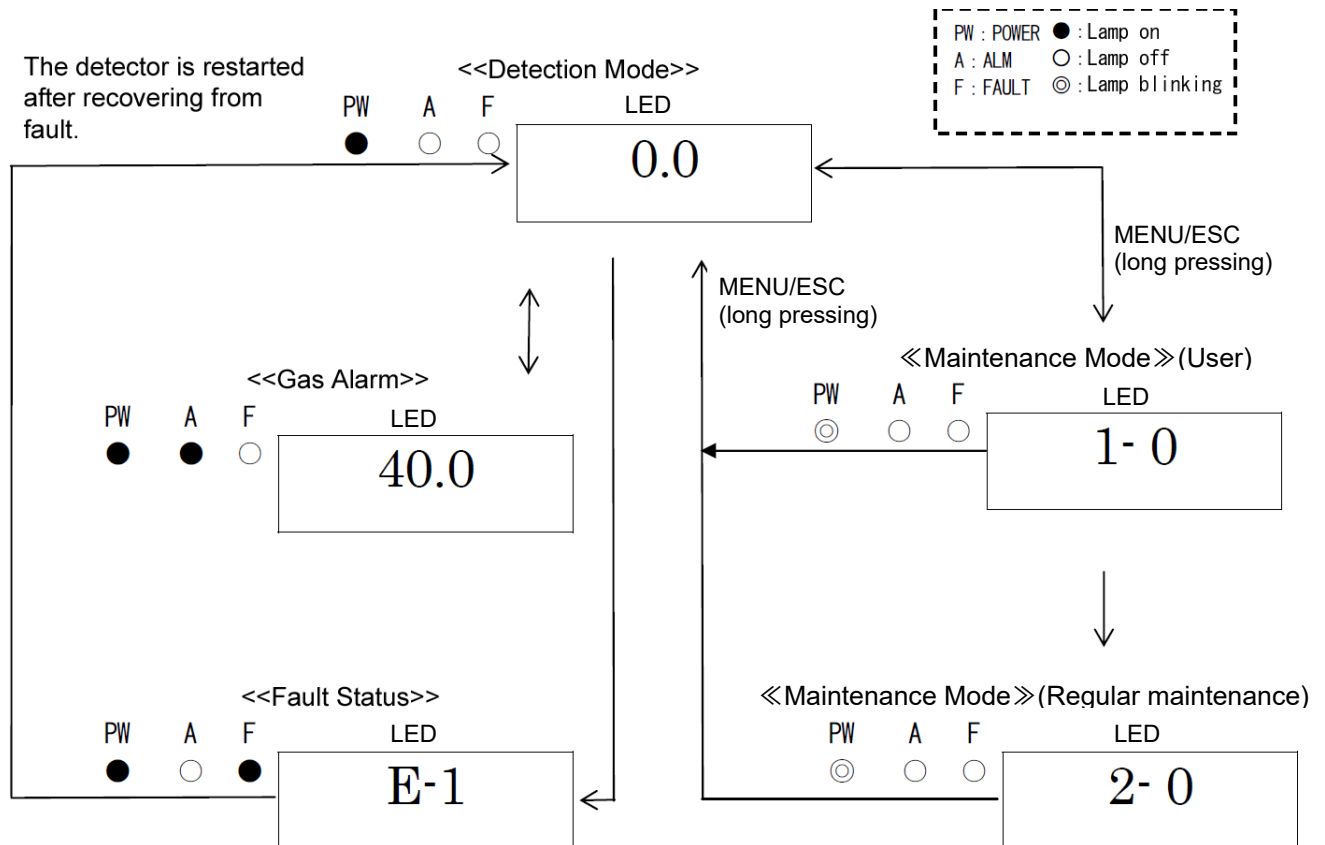 PW : POWER ● : Lamp on
A : ALM ○ : Lamp off
F : FAULT ◎ : Lamp blinking
The detector is restarted
after recovering from
fault.
<<Detection Mode>>
PW A F LED
● ○ ○
0.0
MENU/ESC
(long pressing)
MENU/ESC
(long pressing)
<<Gas Alarm>>
PW A F LED
● ● ○
40.0
≪Maintenance Mode≫(User)
PW A F LED
◎ ○ ○
1- 0
<<Fault Status>>
PW A F LED
● ○ ●
E-1
≪Maintenance Mode≫(Regular maintenance)
PW A F LED
◎ ○ ○
2- 0